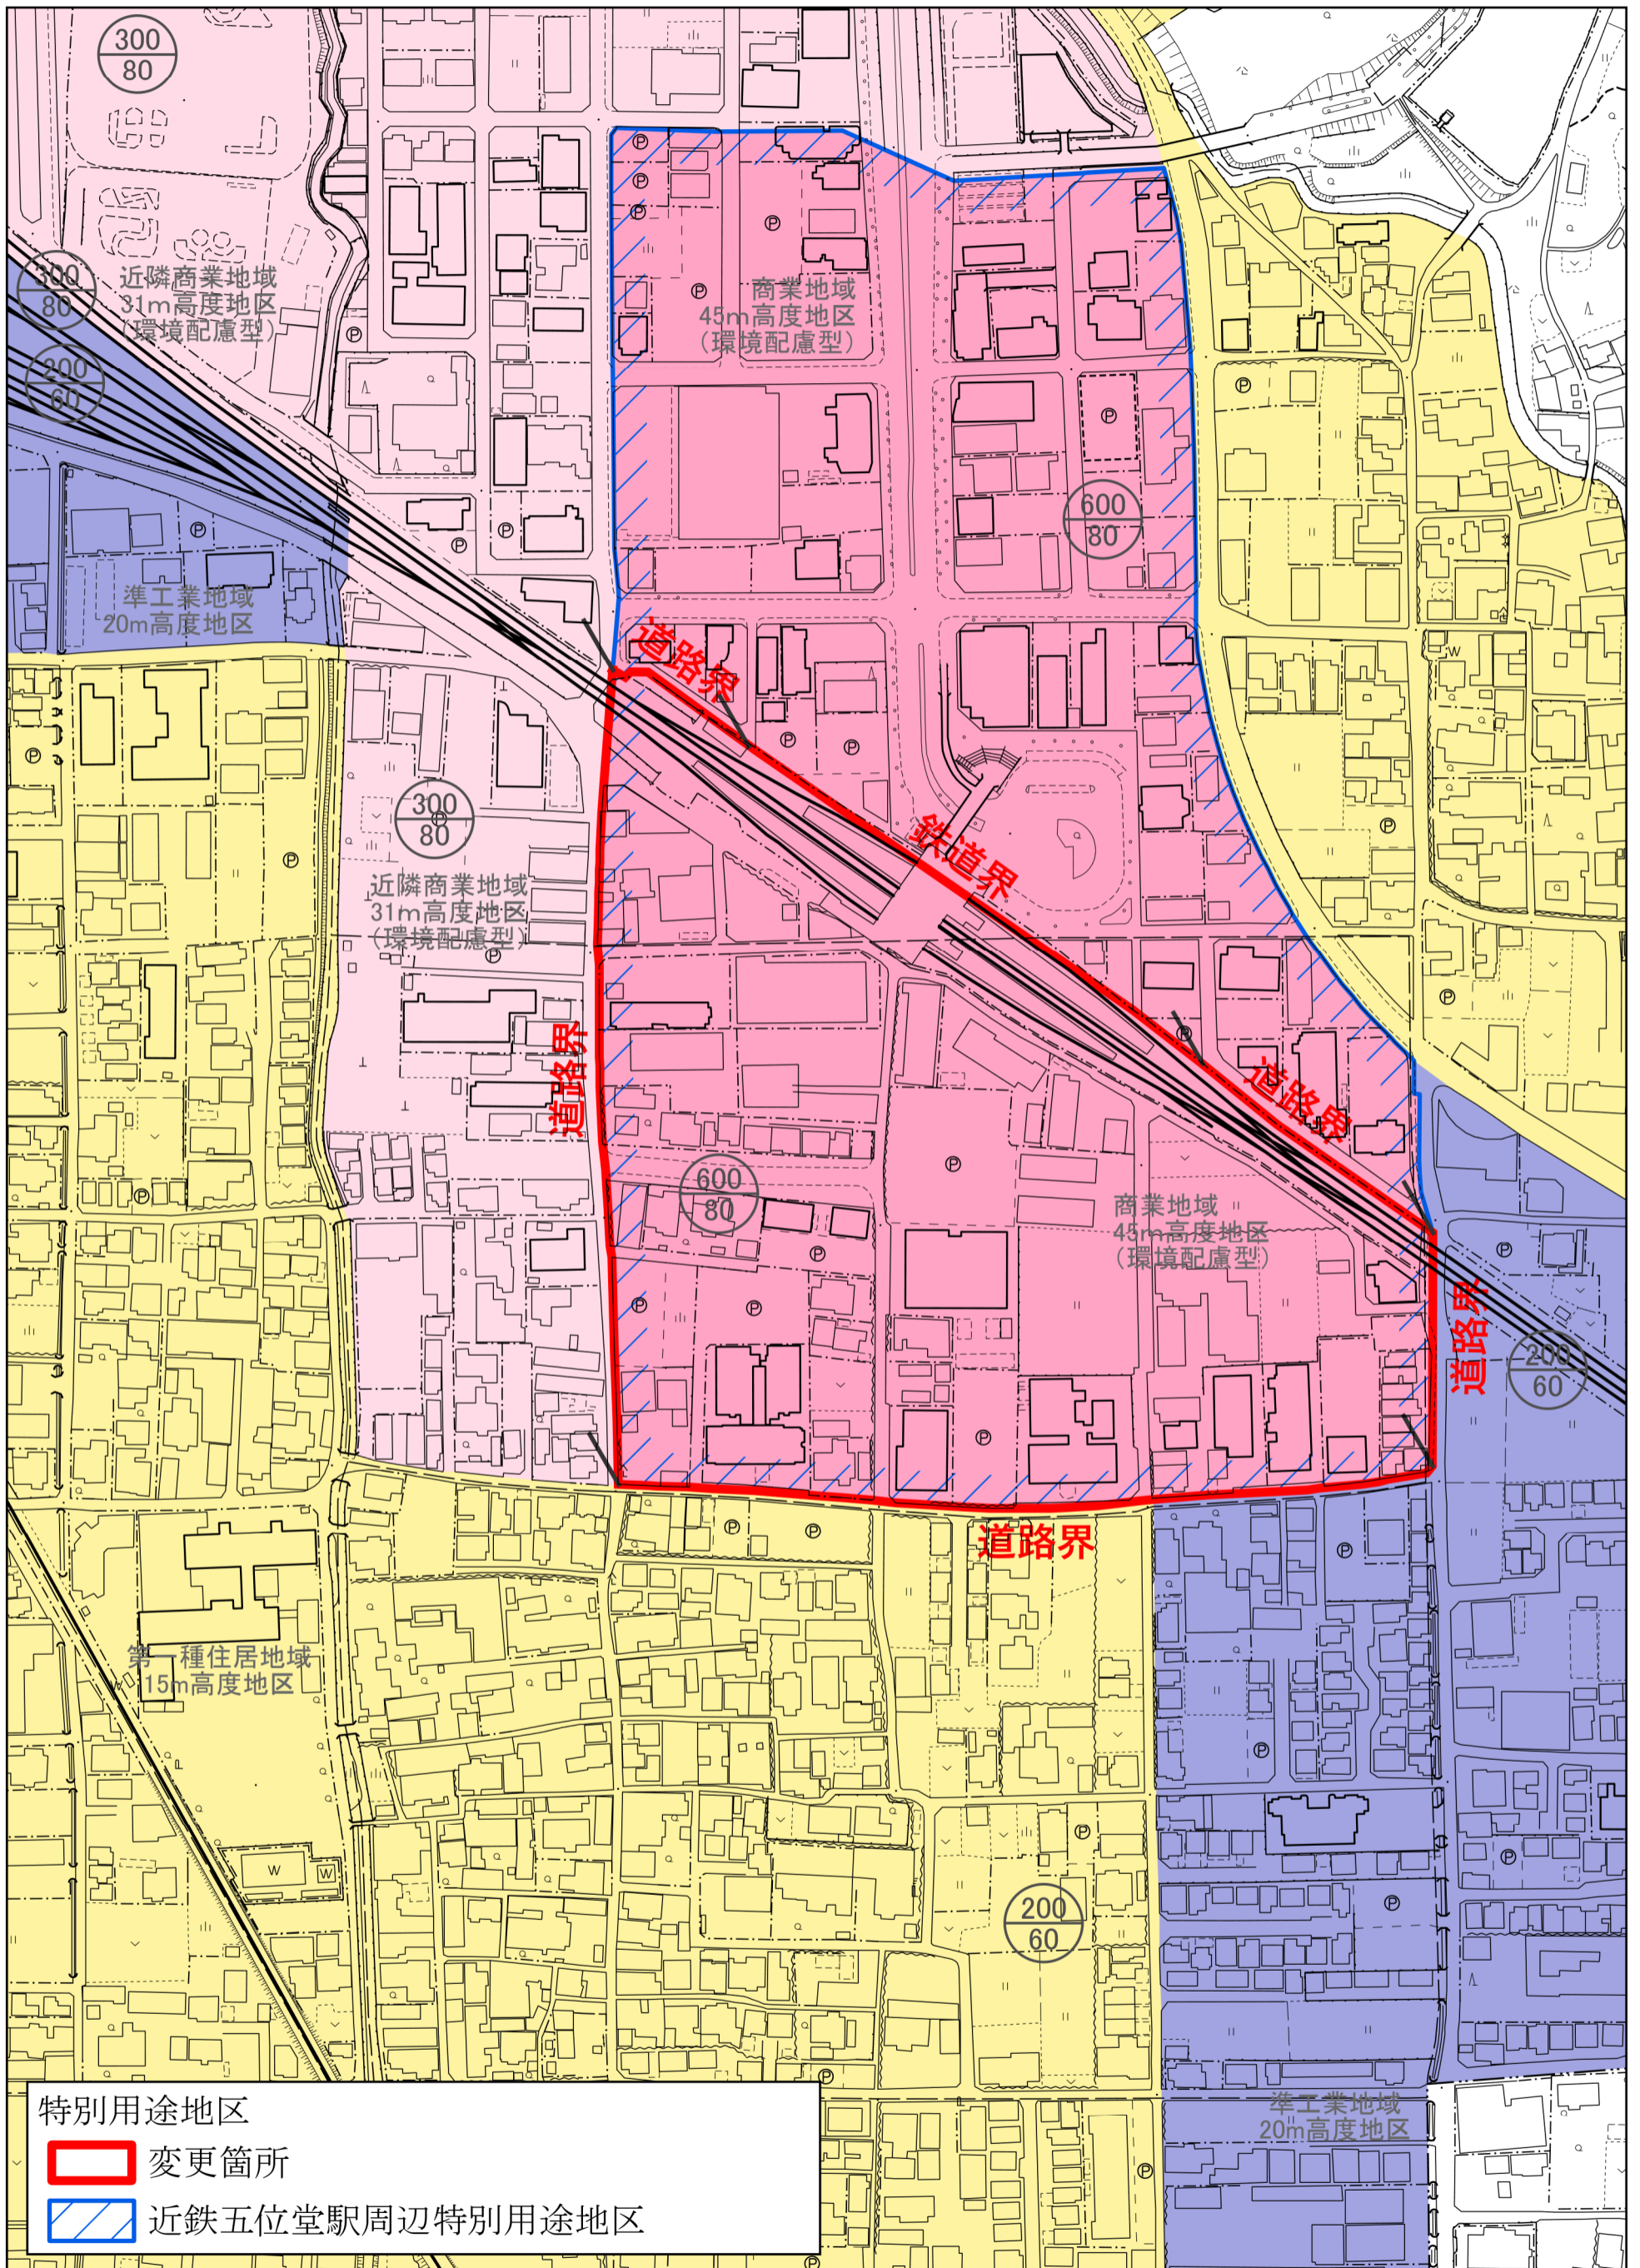 300
80
300
80
近隣商業地域
31m高度地区
(環境配慮型)
200
60
商業地域
45m高度地区
(環境配慮型)
600
80
準工業地域
20m高度地区
道路界
300
80
近隣商業地域
31m高度地区
(環境配慮型)
鉄道界
道路界
道路界
600
80
商業地域
45m高度地区
(環境配慮型)
道路界
200
60
道路界
第一種住居地域
15m高度地区
200
60
準工業地域
20m高度地区
特別用途地区
変更箇所
近鉄五位堂駅周辺特別用途地区